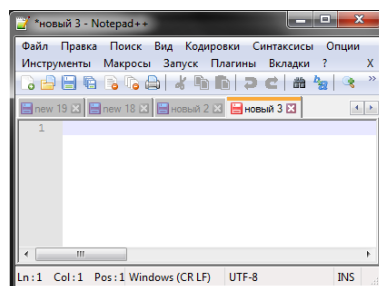 *новый 3 - Notepad++
Файл Правка Поиск Вид Кодировки Синтаксисы Опции
Инструменты Макросы Запуск Плагины Вкладки ? X
new 19 new 18 новый 2 новый 3
1
Ln:1 Col:1 Pos:1 Windows (CR LF) UTF-8 INS